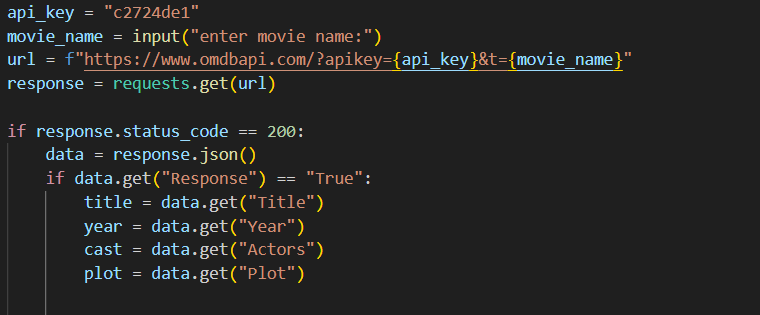 api_key = "c2724de1"
movie_name = input("enter movie name:")
url = f"https://www.omdbapi.com/?apikey={api_key}&t={movie_name}"
response = requests.get(url)

if response.status_code == 200:
    data = response.json()
    if data.get("Response") == "True":
        title = data.get("Title")
        year = data.get("Year")
        cast = data.get("Actors")
        plot = data.get("Plot")